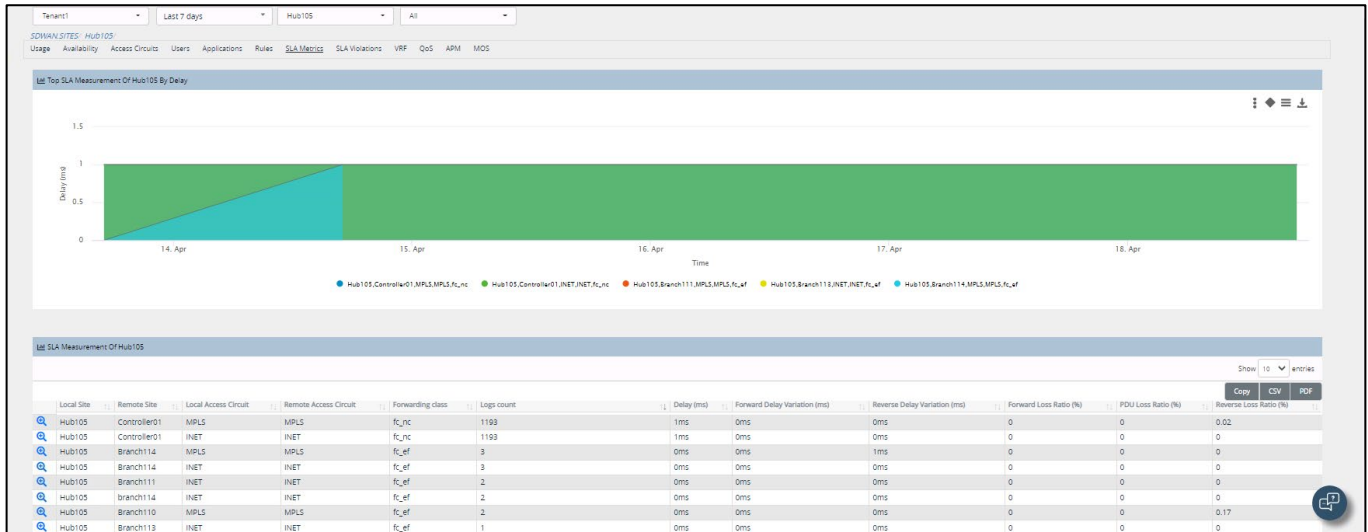 Tenant1 Last 7 days Hub105 All
SDWAN.SITES: Hub105:
Usage Availability Access Circuits Users Applications Rules SLA Metrics SLA Violations VRF QoS APM MOS
Top SLA Measurement Of Hub105 By Delay
1.5
1
0.5
0
Delay (ms)
14. Apr 15. Apr 16. Apr 17. Apr 18. Apr
Time
Hub105,Controller01,MPLS,MPLS,fc_nc Hub105,Controller01,INET,INET,fc_nc Hub105,Branch111,MPLS,MPLS,fc_ef Hub105,Branch113,INET,INET,fc_ef Hub105,Branch114,MPLS,MPLS,fc_ef
SLA Measurement Of Hub105
Show 10 entries
Copy CSV PDF
Local Site Remote Site Local Access Circuit Remote Access Circuit Forwarding class Logs count Delay (ms) Forward Delay Variation (ms) Reverse Delay Variation (ms) Forward Loss Ratio (%) PDU Loss Ratio (%) Reverse Loss Ratio (%)
Hub105 Controller01 MPLS MPLS fc_nc 1193 1ms 0ms 0ms 0 0 0.02
Hub105 Controller01 INET INET fc_nc 1193 1ms 0ms 0ms 0 0 0
Hub105 Branch114 MPLS MPLS fc_ef 3 0ms 0ms 1ms 0 0 0
Hub105 Branch114 INET INET fc_ef 3 0ms 0ms 0ms 0 0 0
Hub105 Branch111 INET INET fc_ef 2 0ms 0ms 0ms 0 0 0
Hub105 branch114 INET INET fc_ef 2 0ms 0ms 0ms 0 0 0
Hub105 Branch110 MPLS MPLS fc_ef 2 0ms 0ms 0ms 0 0 0.17
Hub105 Branch113 INET INET fc_ef 1 0ms 0ms 0ms 0 0 0